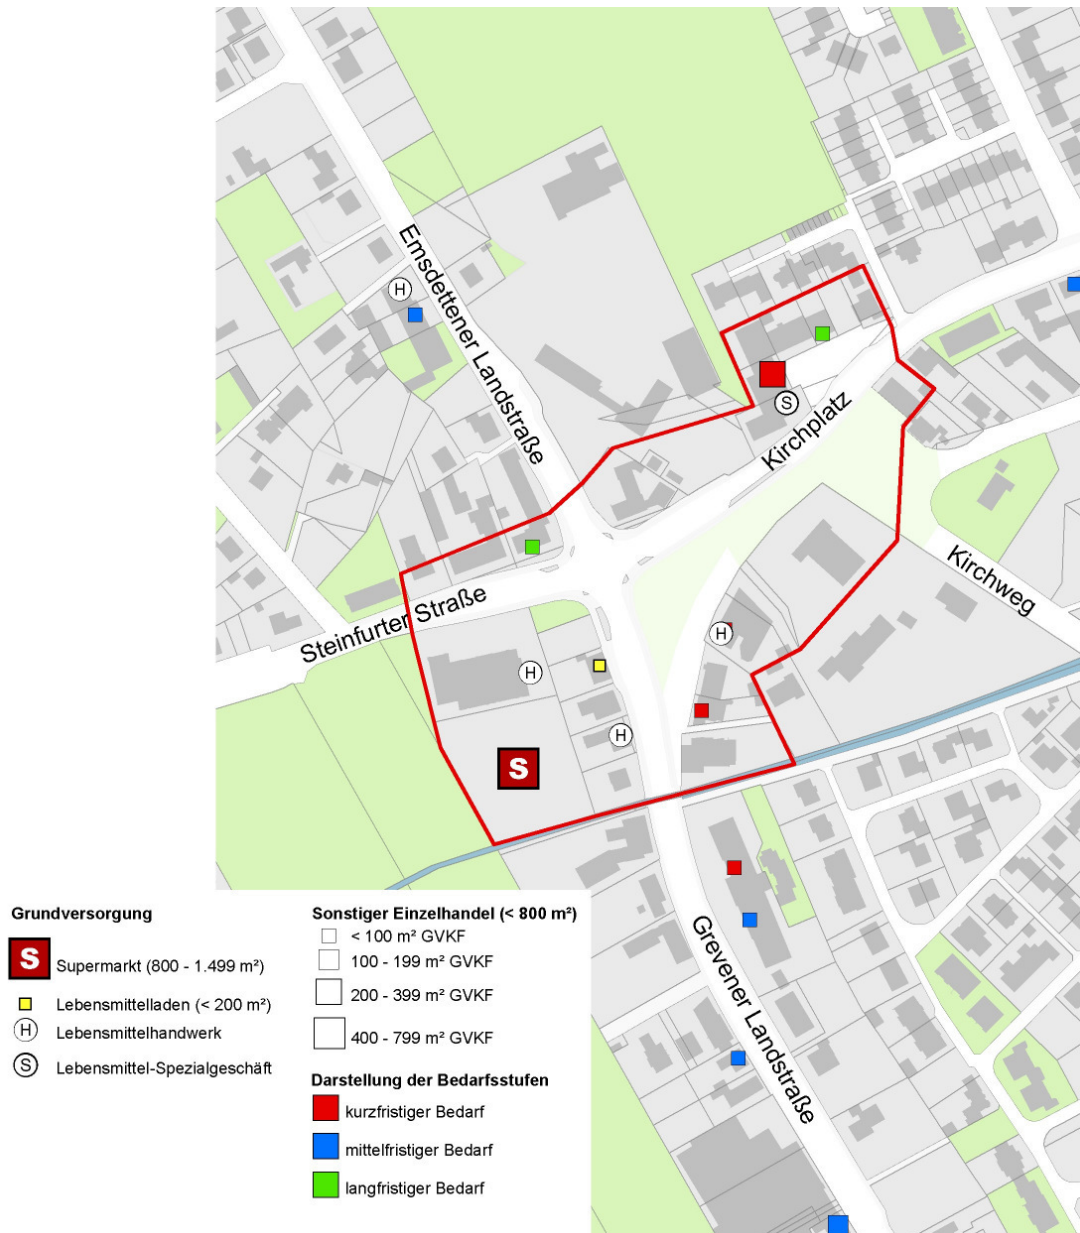 Emsdettener Landstraße
H
S
Kirchplatz
Steinfurter Straße
Kirchweg
H
H
H
S
Grevener Landstraße
Grundversorgung
S Supermarkt (800 - 1.499 m²)
Lebensmittelladen (< 200 m²)
H Lebensmittelhandwerk
S Lebensmittel-Spezialgeschäft
Sonstiger Einzelhandel (< 800 m²)
< 100 m² GVKF
100 - 199 m² GVKF
200 - 399 m² GVKF
400 - 799 m² GVKF
Darstellung der Bedarfsstufen
kurzfristiger Bedarf
mittelfristiger Bedarf
langfristiger Bedarf